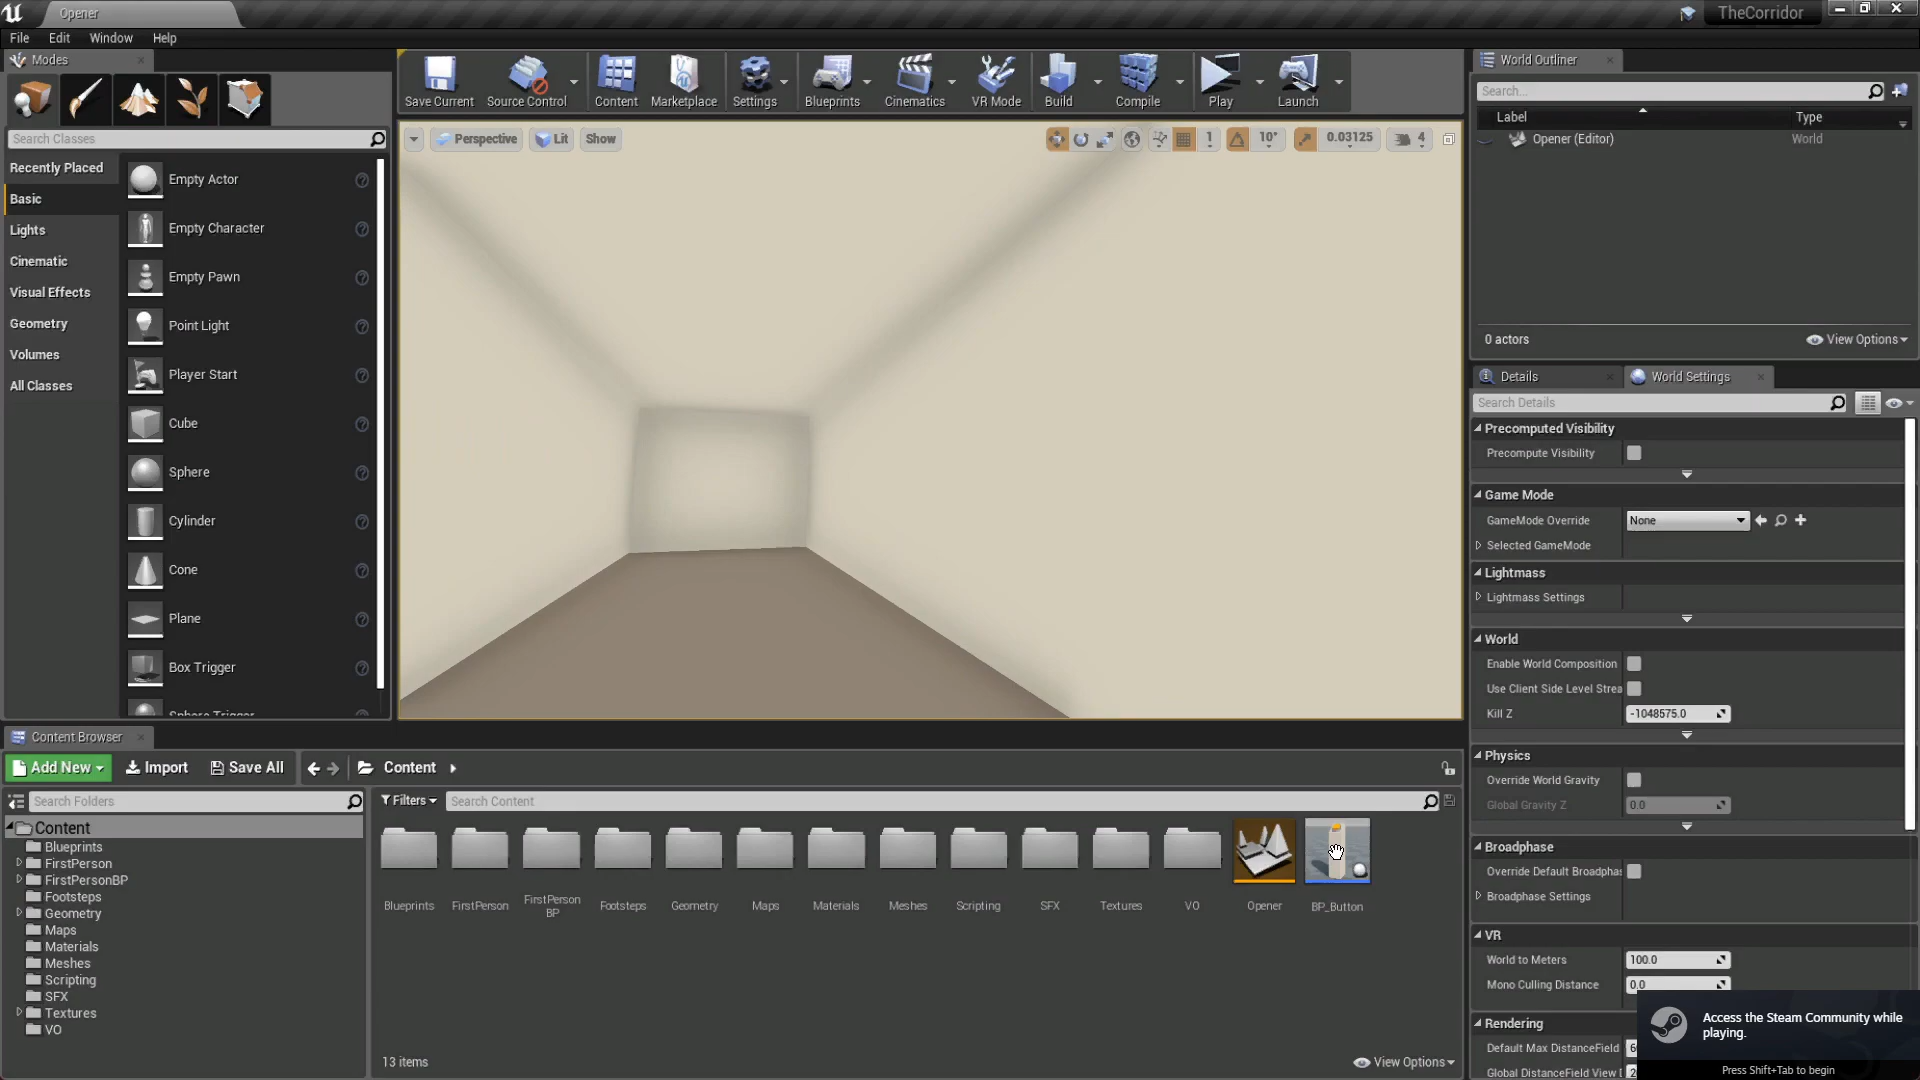 Opener
TheCorridor
File Edit Window Help
Modes
Search Classes
Recently Placed
Basic
Lights
Cinematic
Visual Effects
Geometry
Volumes
All Classes
Empty Actor
Empty Character
Empty Pawn
Point Light
Player Start
Cube
Sphere
Cylinder
Cone
Plane
Box Trigger
Sphere Trigger
Save Current Source Control Content Marketplace Settings Blueprints Cinematics VR Mode Build Compile Play Launch
Perspective Lit Show 1 10° 0.03125 4
World Outliner
Search...
Label Type
Opener (Editor) World
0 actors View Options
Details World Settings
Search Details
Precomputed Visibility
Precompute Visibility
Game Mode
GameMode Override None
Selected GameMode
Lightmass
Lightmass Settings
World
Enable World Composition
Use Client Side Level Strea
Kill Z -1048575.0
Physics
Override World Gravity
Global Gravity Z 0.0
Broadphase
Override Default Broadphas
Broadphase Settings
VR
World to Meters 100.0
Mono Culling Distance 0.0
Rendering
Default Max DistanceField
Global DistanceField View
Access the Steam Community while
playing.
Press Shift+Tab to begin
Content Browser
Add New Import Save All Content
Search Folders
Content
Blueprints
FirstPerson
FirstPersonBP
Footsteps
Geometry
Maps
Materials
Meshes
Scripting
SFX
Textures
VO
Filters Search Content
Blueprints FirstPerson FirstPerson
BP Footsteps Geometry Maps Materials Meshes Scripting SFX Textures VO Opener BP_Button
13 items View Options